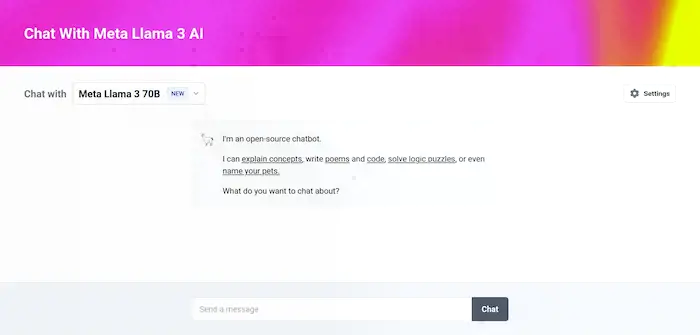 Chat With Meta Llama 3 AI
Chat with
Meta Llama 3 70B
NEW
Settings
I'm an open-source chatbot.
I can explain concepts, write poems and code, solve logic puzzles, or even
name your pets.
What do you want to chat about?
Send a message
Chat